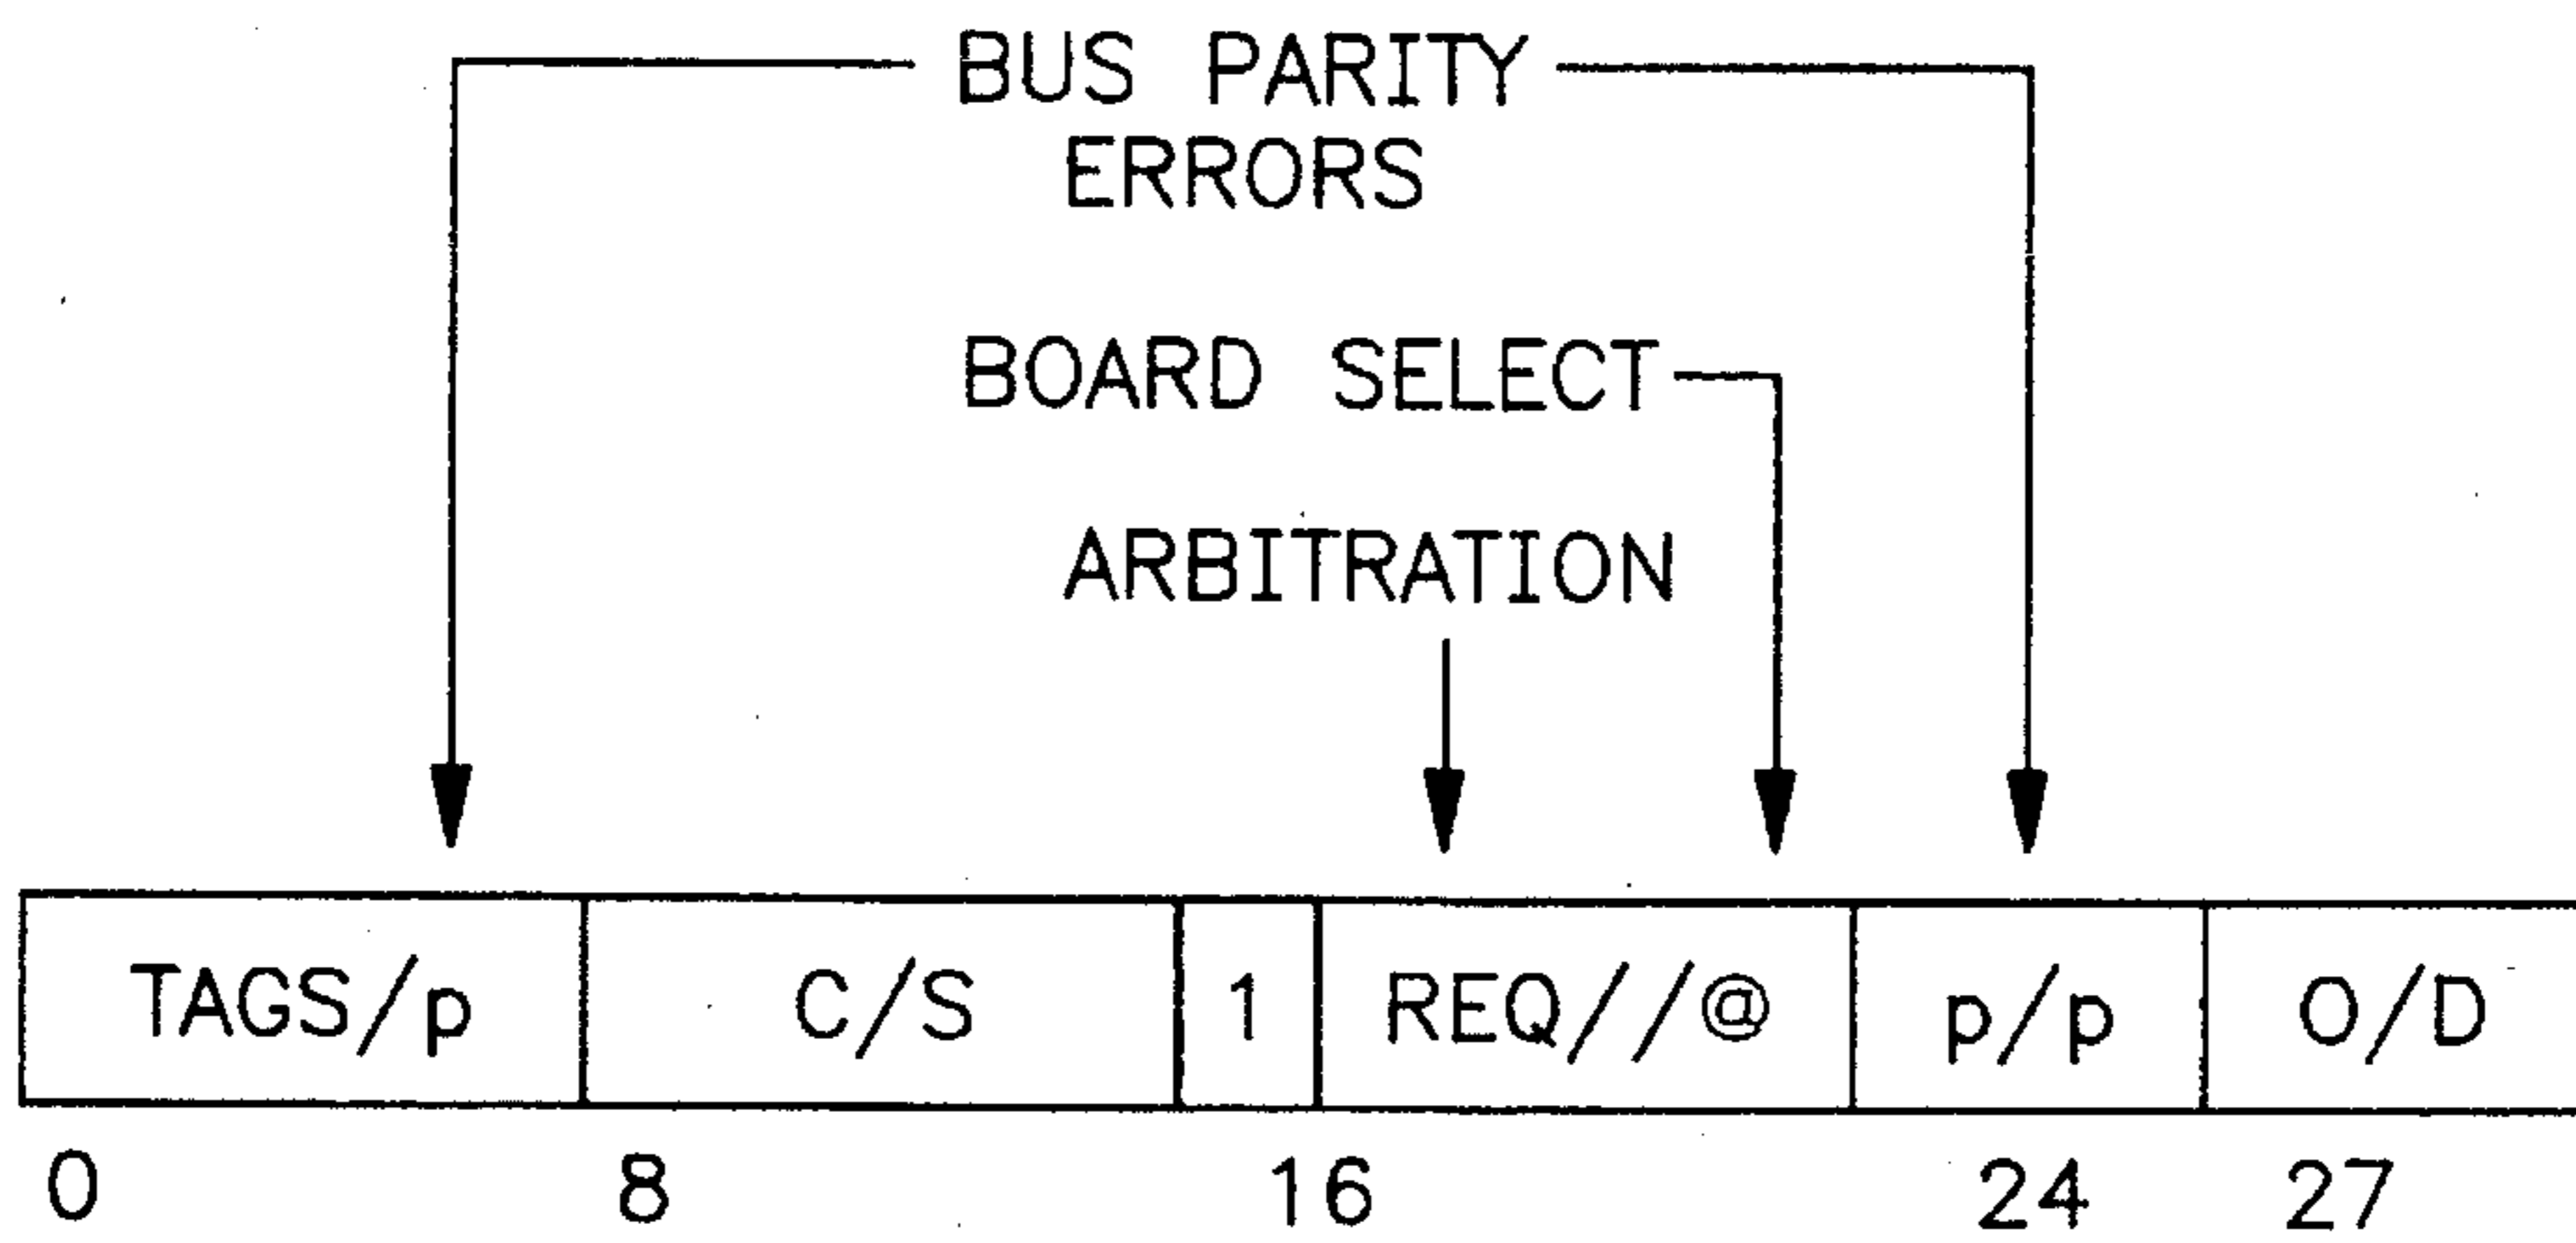 BUS PARITY
ERRORS
BOARD SELECT
ARBITRATION
TAGS/p C/S 1 REQ//@ p/p O/D
0 8 16 24 27